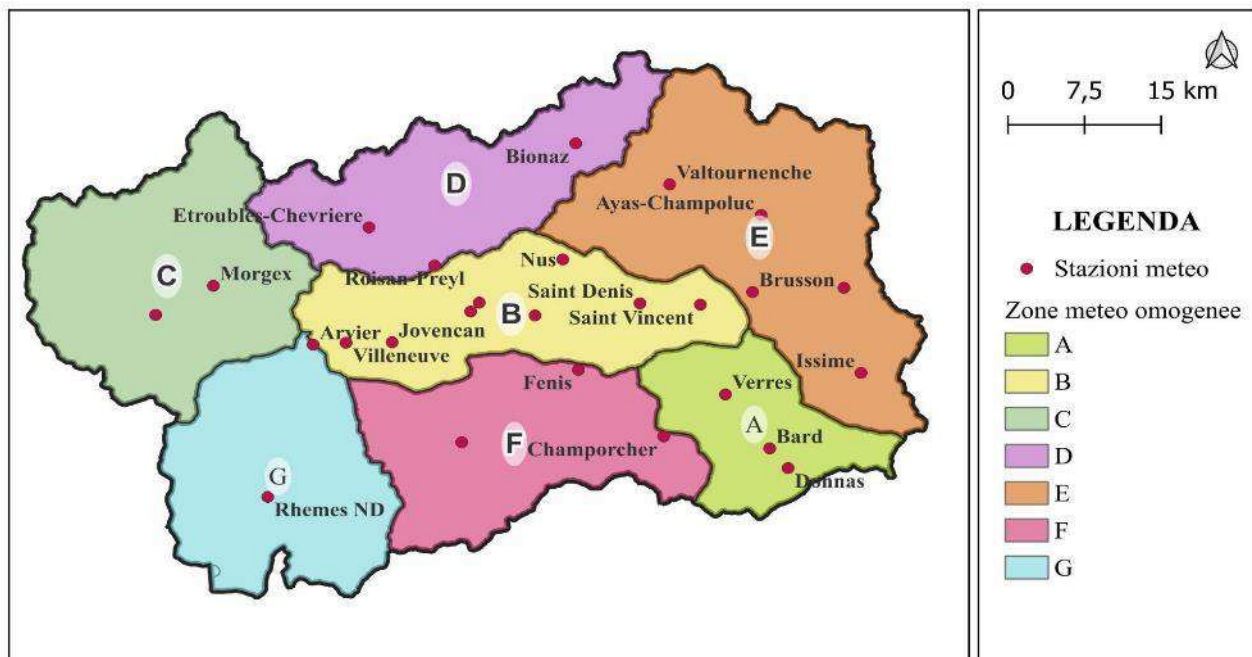 Bionaz
D
Valtournenche
Etroubles-Chevriere
Ayas-Champoluc
E
C
Morgex
Roisan-Preyl
Nus
Brusson
Saint Denis
B
Saint Vincent
Arvier
Jovencan
Villeneuve
Issime
Fenis
Verres
A
Bard
F
Champorcher
Donnas
G
Rhemes ND
0 7,5 15 km
LEGENDA
Stazioni meteo
Zone meteo omogenee
A
B
C
D
E
F
G